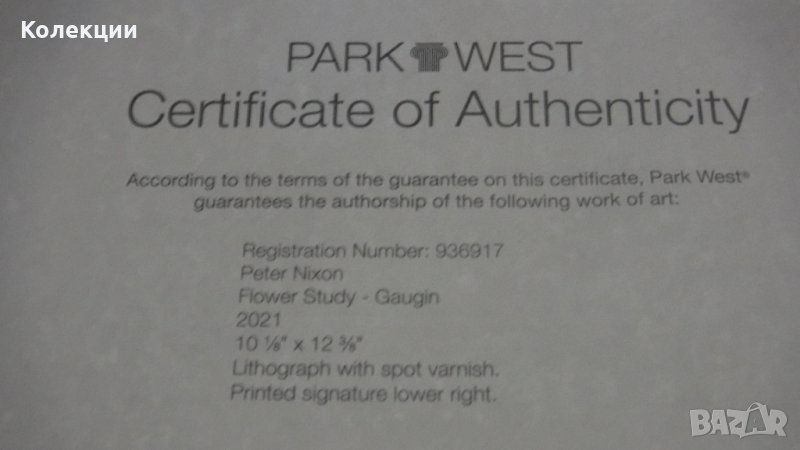 Колекции
PARK WEST
Certificate of Authenticity
According to the terms of the guarantee on this certificate, Park West®
guarantees the authorship of the following work of art:
Registration Number: 936917
Peter Nixon
Flower Study - Gaugin
2021
10 ⅛" x 12 ⅜"
Lithograph with spot varnish.
Printed signature lower right.
BAZAR